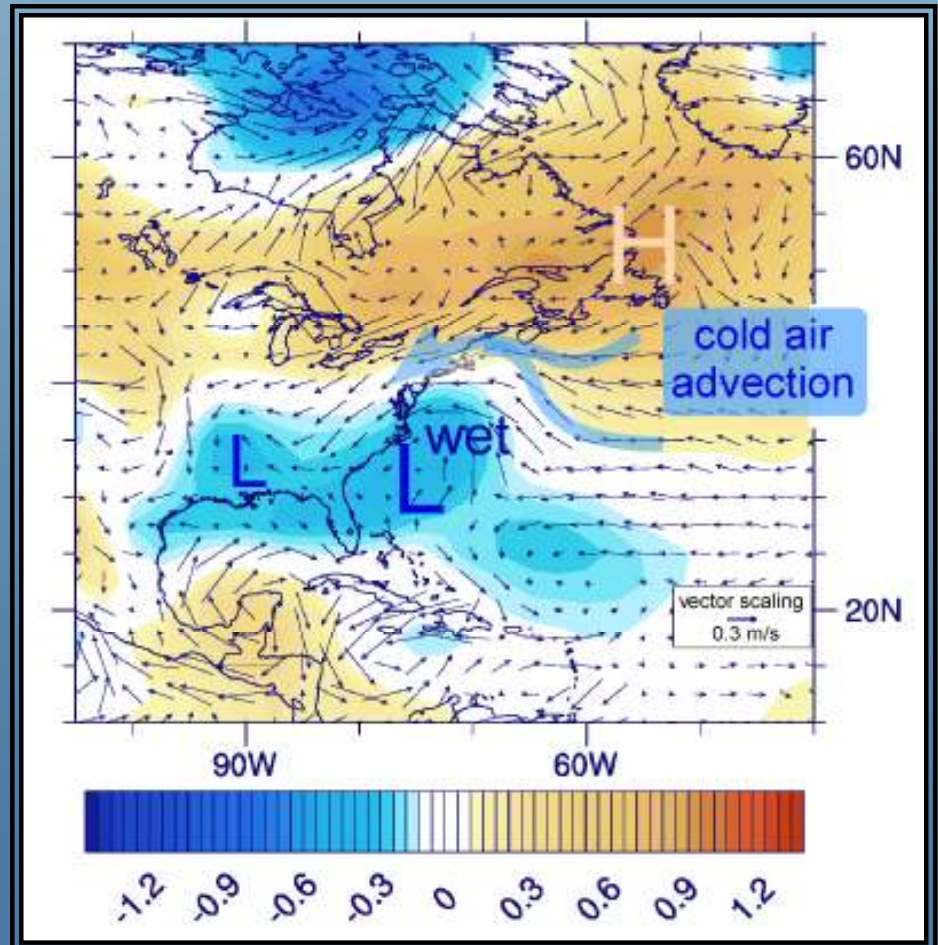 60N
H
cold air
advection
wet
L
L
vector scaling
0.3 m/s
20N
90W
60W
-1.2
-0.9
-0.6
-0.3
0
0.3
0.6
0.9
1.2